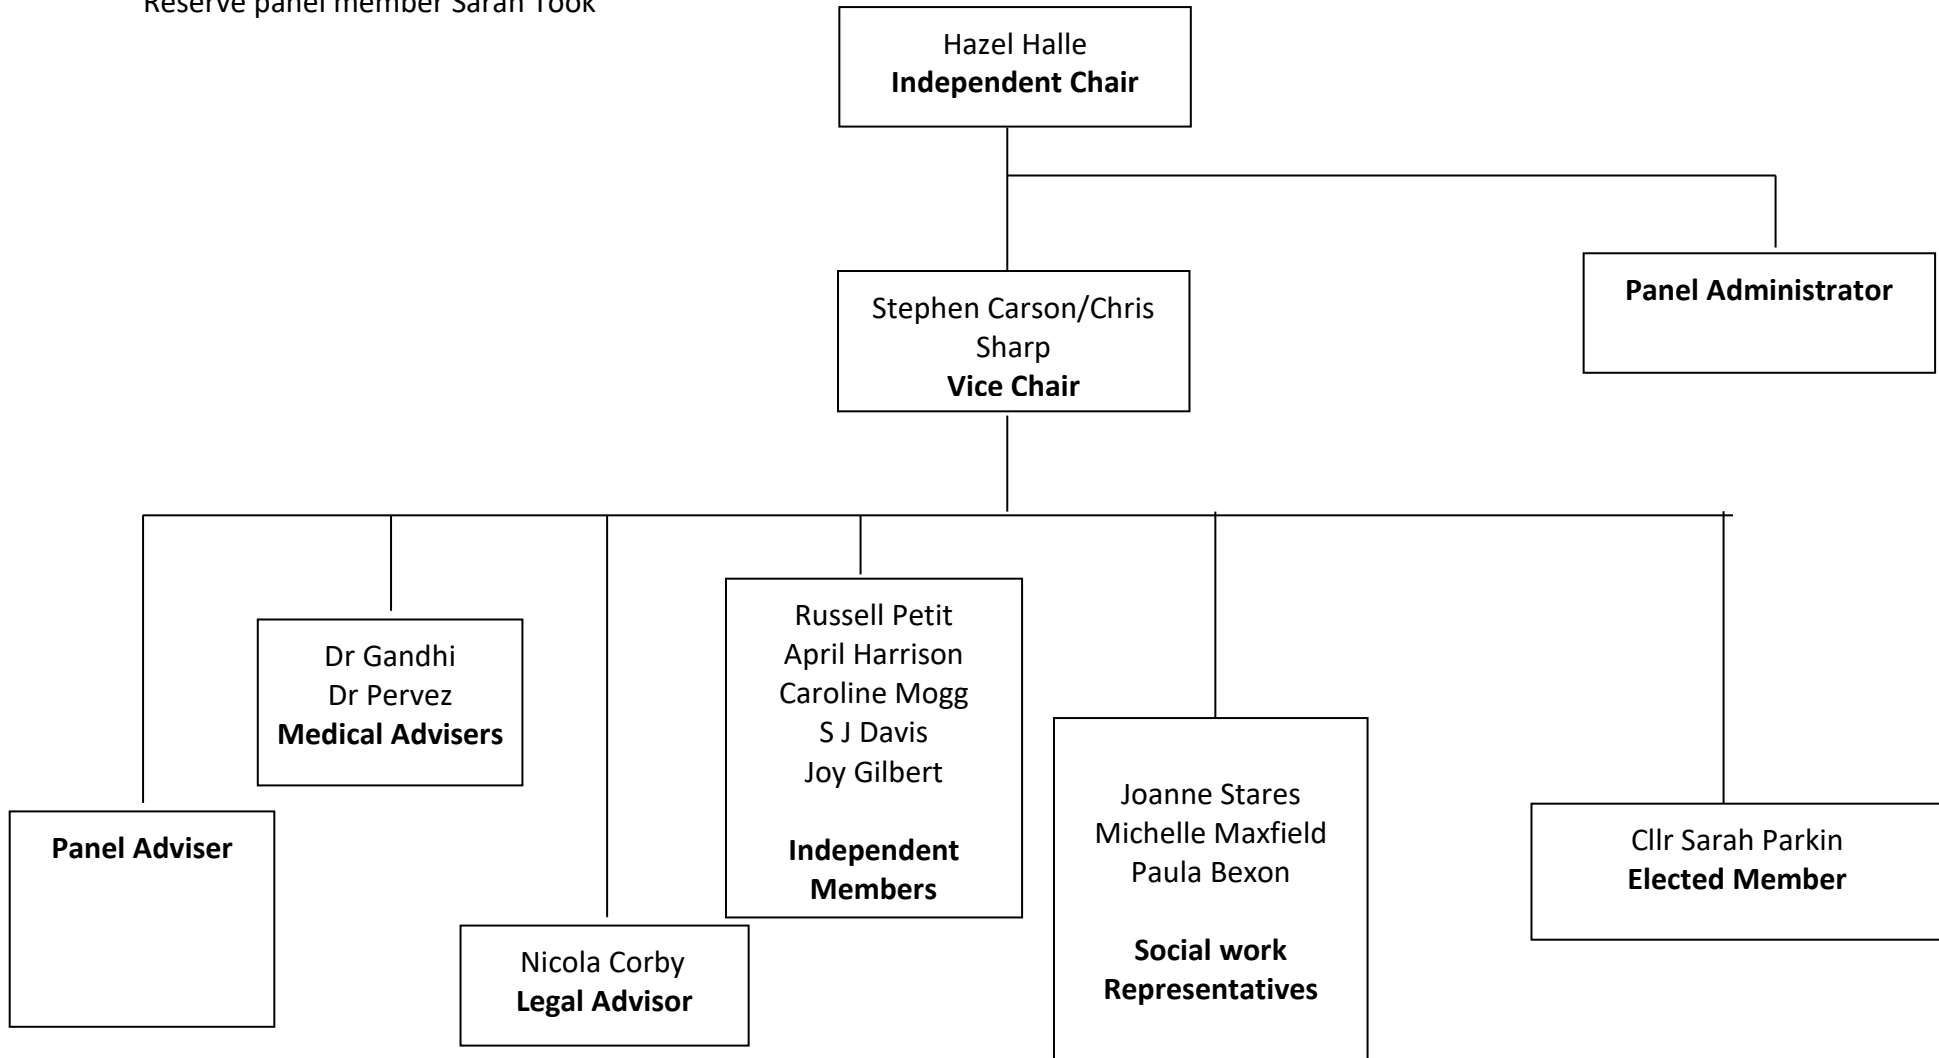 Reserve panel member Sarah Took
Hazel Halle
Independent Chair
Stephen Carson/Chris
Sharp
Vice Chair
Panel Administrator
Panel Adviser
Dr Gandhi
Dr Pervez
Medical Advisers
Nicola Corby
Legal Advisor
Russell Petit
April Harrison
Caroline Mogg
S J Davis
Joy Gilbert
Independent
Members
Joanne Stares
Michelle Maxfield
Paula Bexon
Social work
Representatives
Cllr Sarah Parkin
Elected Member